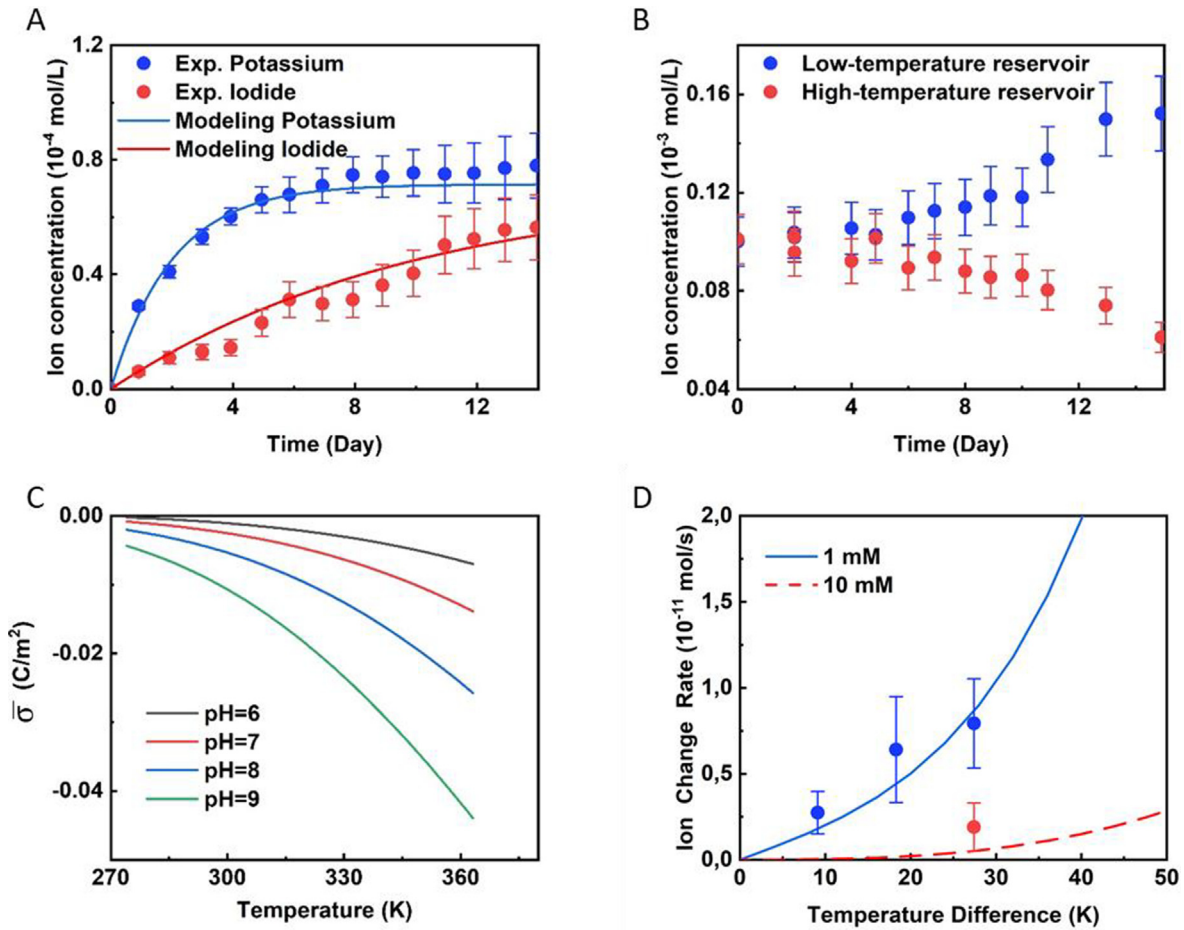 A
Ion concentration (10-4 mol/L)
1.2
0.8
0.4
0.0
Exp. Potassium
Exp. Iodide
Modeling Potassium
Modeling Iodide
0 4 8 12
Time (Day)
B
Ion concentration (10-3 mol/L)
0.16
0.12
0.08
0.04
Low-temperature reservoir
High-temperature reservoir
0 4 8 12
Time (Day)
C
σ̅ (C/m²)
0.00
-0.02
-0.04
pH=6
pH=7
pH=8
pH=9
270 300 330 360
Temperature (K)
D
Ion Change Rate (10-11 mol/s)
2,0
1,5
1,0
0,5
0,0
1 mM
10 mM
0 10 20 30 40 50
Temperature Difference (K)